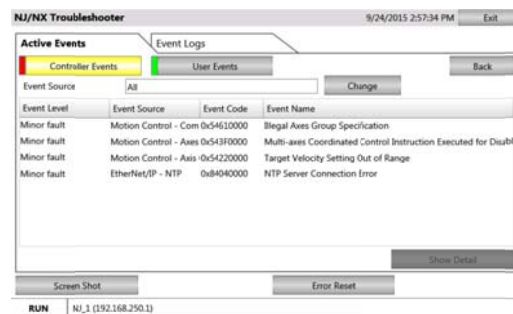 NJ/NX Troubleshooter 9/24/2015 2:57:34 PM Exit
Active Events Event Logs
Controller Events User Events Back
Event Source All Change
Event Level Event Source Event Code Event Name
Minor fault Motion Control - Com 0x54610000 Illegal Axes Group Specification
Minor fault Motion Control - Axes 0x543F0000 Multi-axes Coordinated Control Instruction Executed for Disabl
Minor fault Motion Control - Axis 0x54220000 Target Velocity Setting Out of Range
Minor fault EtherNet/IP - NTP 0x84040000 NTP Server Connection Error
Show Detail
Screen Shot Error Reset
RUN NJ_1 (192.168.250.1)